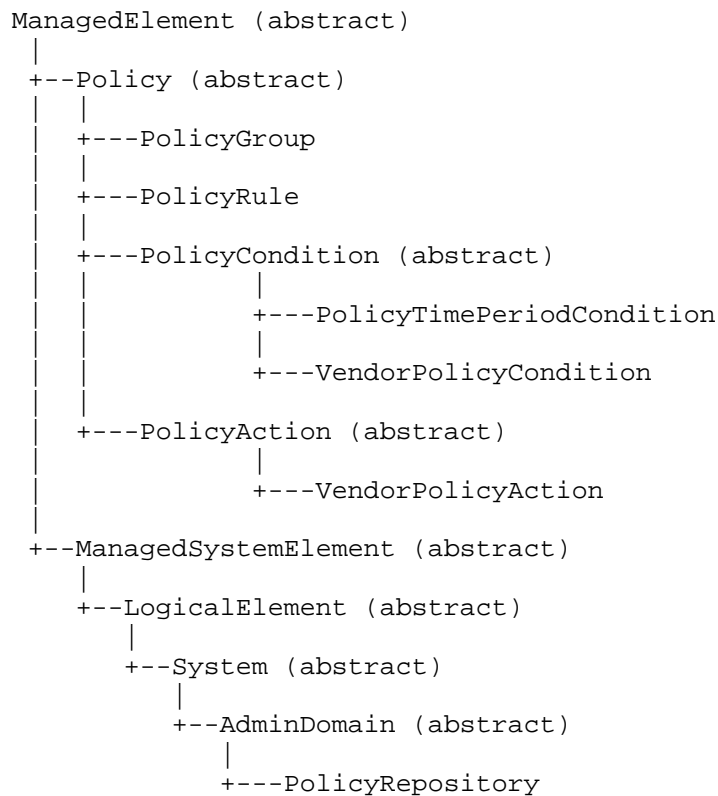 ManagedElement (abstract)
|
+--Policy (abstract)
|  |
|  +---PolicyGroup
|  |
|  +---PolicyRule
|  |
|  +---PolicyCondition (abstract)
|  |          |
|  |          +---PolicyTimePeriodCondition
|  |          |
|  |          +---VendorPolicyCondition
|  |
|  +---PolicyAction (abstract)
|             |
|             +---VendorPolicyAction
|
+--ManagedSystemElement (abstract)
   |
   +--LogicalElement (abstract)
      |
      +--System (abstract)
         |
         +--AdminDomain (abstract)
            |
            +---PolicyRepository